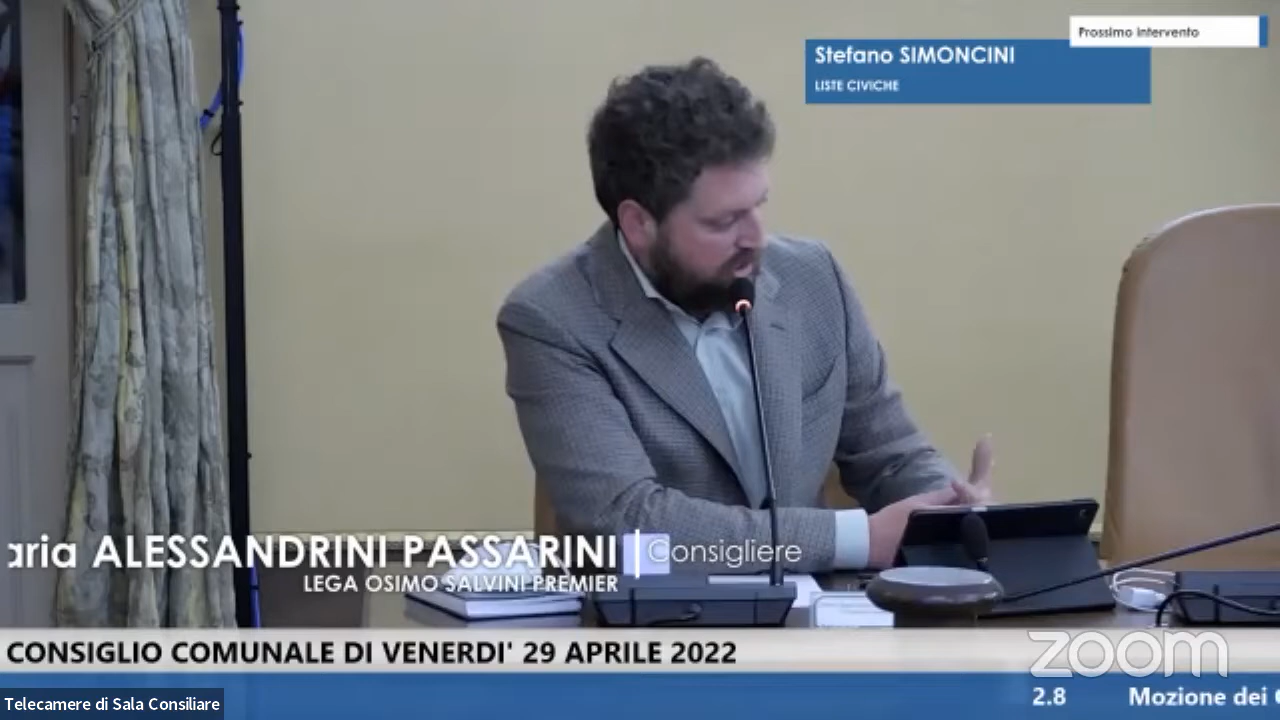 Prossimo intervento
Stefano SIMONCINI
LISTE CIVICHE
aria ALESSANDRINI PASSARINI Consigliere
LEGA OSIMO SALVINI PREMIER
CONSIGLIO COMUNALE DI VENERDI' 29 APRILE 2022
zoom
2.8 Mozione dei
Telecamere di Sala Consiliare